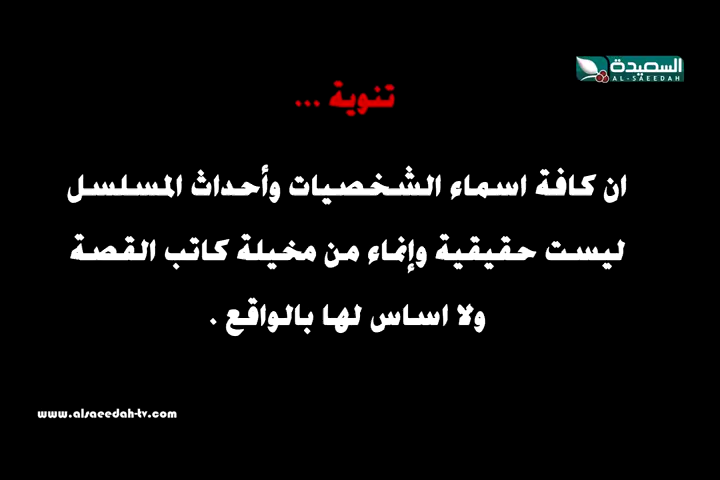 السعيدة
AL-SAEEDAH
تنوية ...
ان كافة اسماء الشخصيات وأحداث المسلسل
ليست حقيقية وإنماء من مخيلة كاتب القصة
ولا اساس لها بالواقع .
www.alsaeedah-tv.com